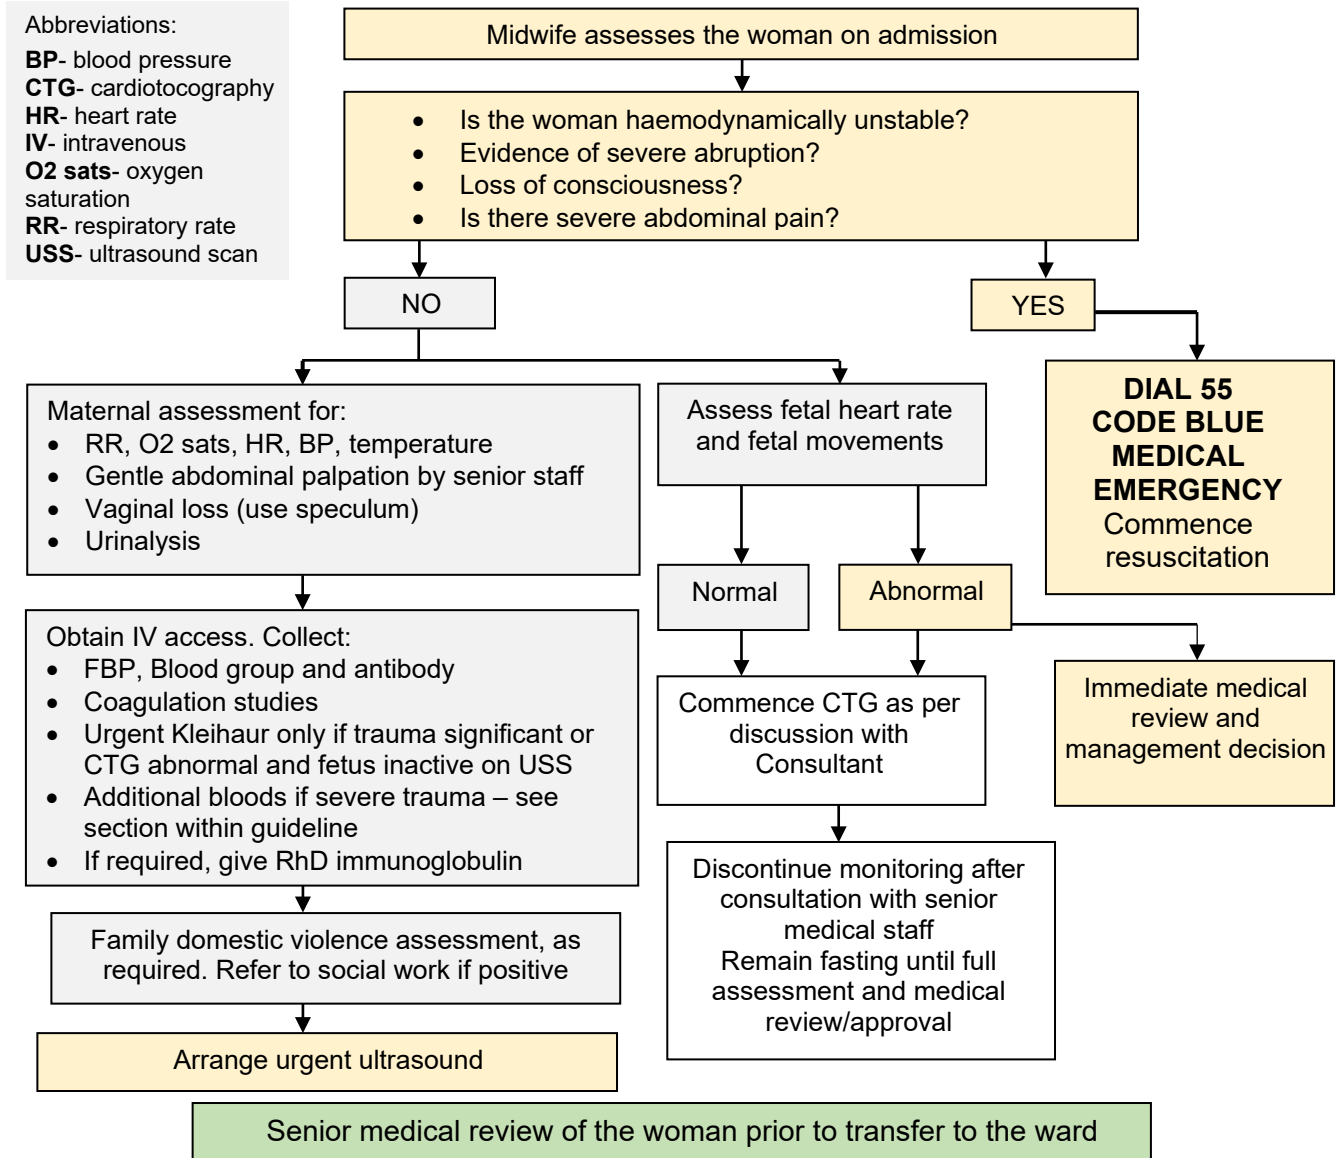 Abbreviations:
BP- blood pressure
CTG- cardiotocography
HR- heart rate
IV- intravenous
O2 sats- oxygen
saturation
RR- respiratory rate
USS- ultrasound scan
Midwife assesses the woman on admission
• Is the woman haemodynamically unstable?
• Evidence of severe abruption?
• Loss of consciousness?
• Is there severe abdominal pain?
NO
YES
DIAL 55
CODE BLUE
MEDICAL
EMERGENCY
Commence
resuscitation
Maternal assessment for:
• RR, O2 sats, HR, BP, temperature
• Gentle abdominal palpation by senior staff
• Vaginal loss (use speculum)
• Urinalysis
Assess fetal heart rate
and fetal movements
Normal
Abnormal
Obtain IV access. Collect:
• FBP, Blood group and antibody
• Coagulation studies
• Urgent Kleihaur only if trauma significant or
CTG abnormal and fetus inactive on USS
• Additional bloods if severe trauma – see
section within guideline
• If required, give RhD immunoglobulin
Commence CTG as per
discussion with
Consultant
Immediate medical
review and
management decision
Discontinue monitoring after
consultation with senior
medical staff
Remain fasting until full
assessment and medical
review/approval
Family domestic violence assessment, as
required. Refer to social work if positive
Arrange urgent ultrasound
Senior medical review of the woman prior to transfer to the ward